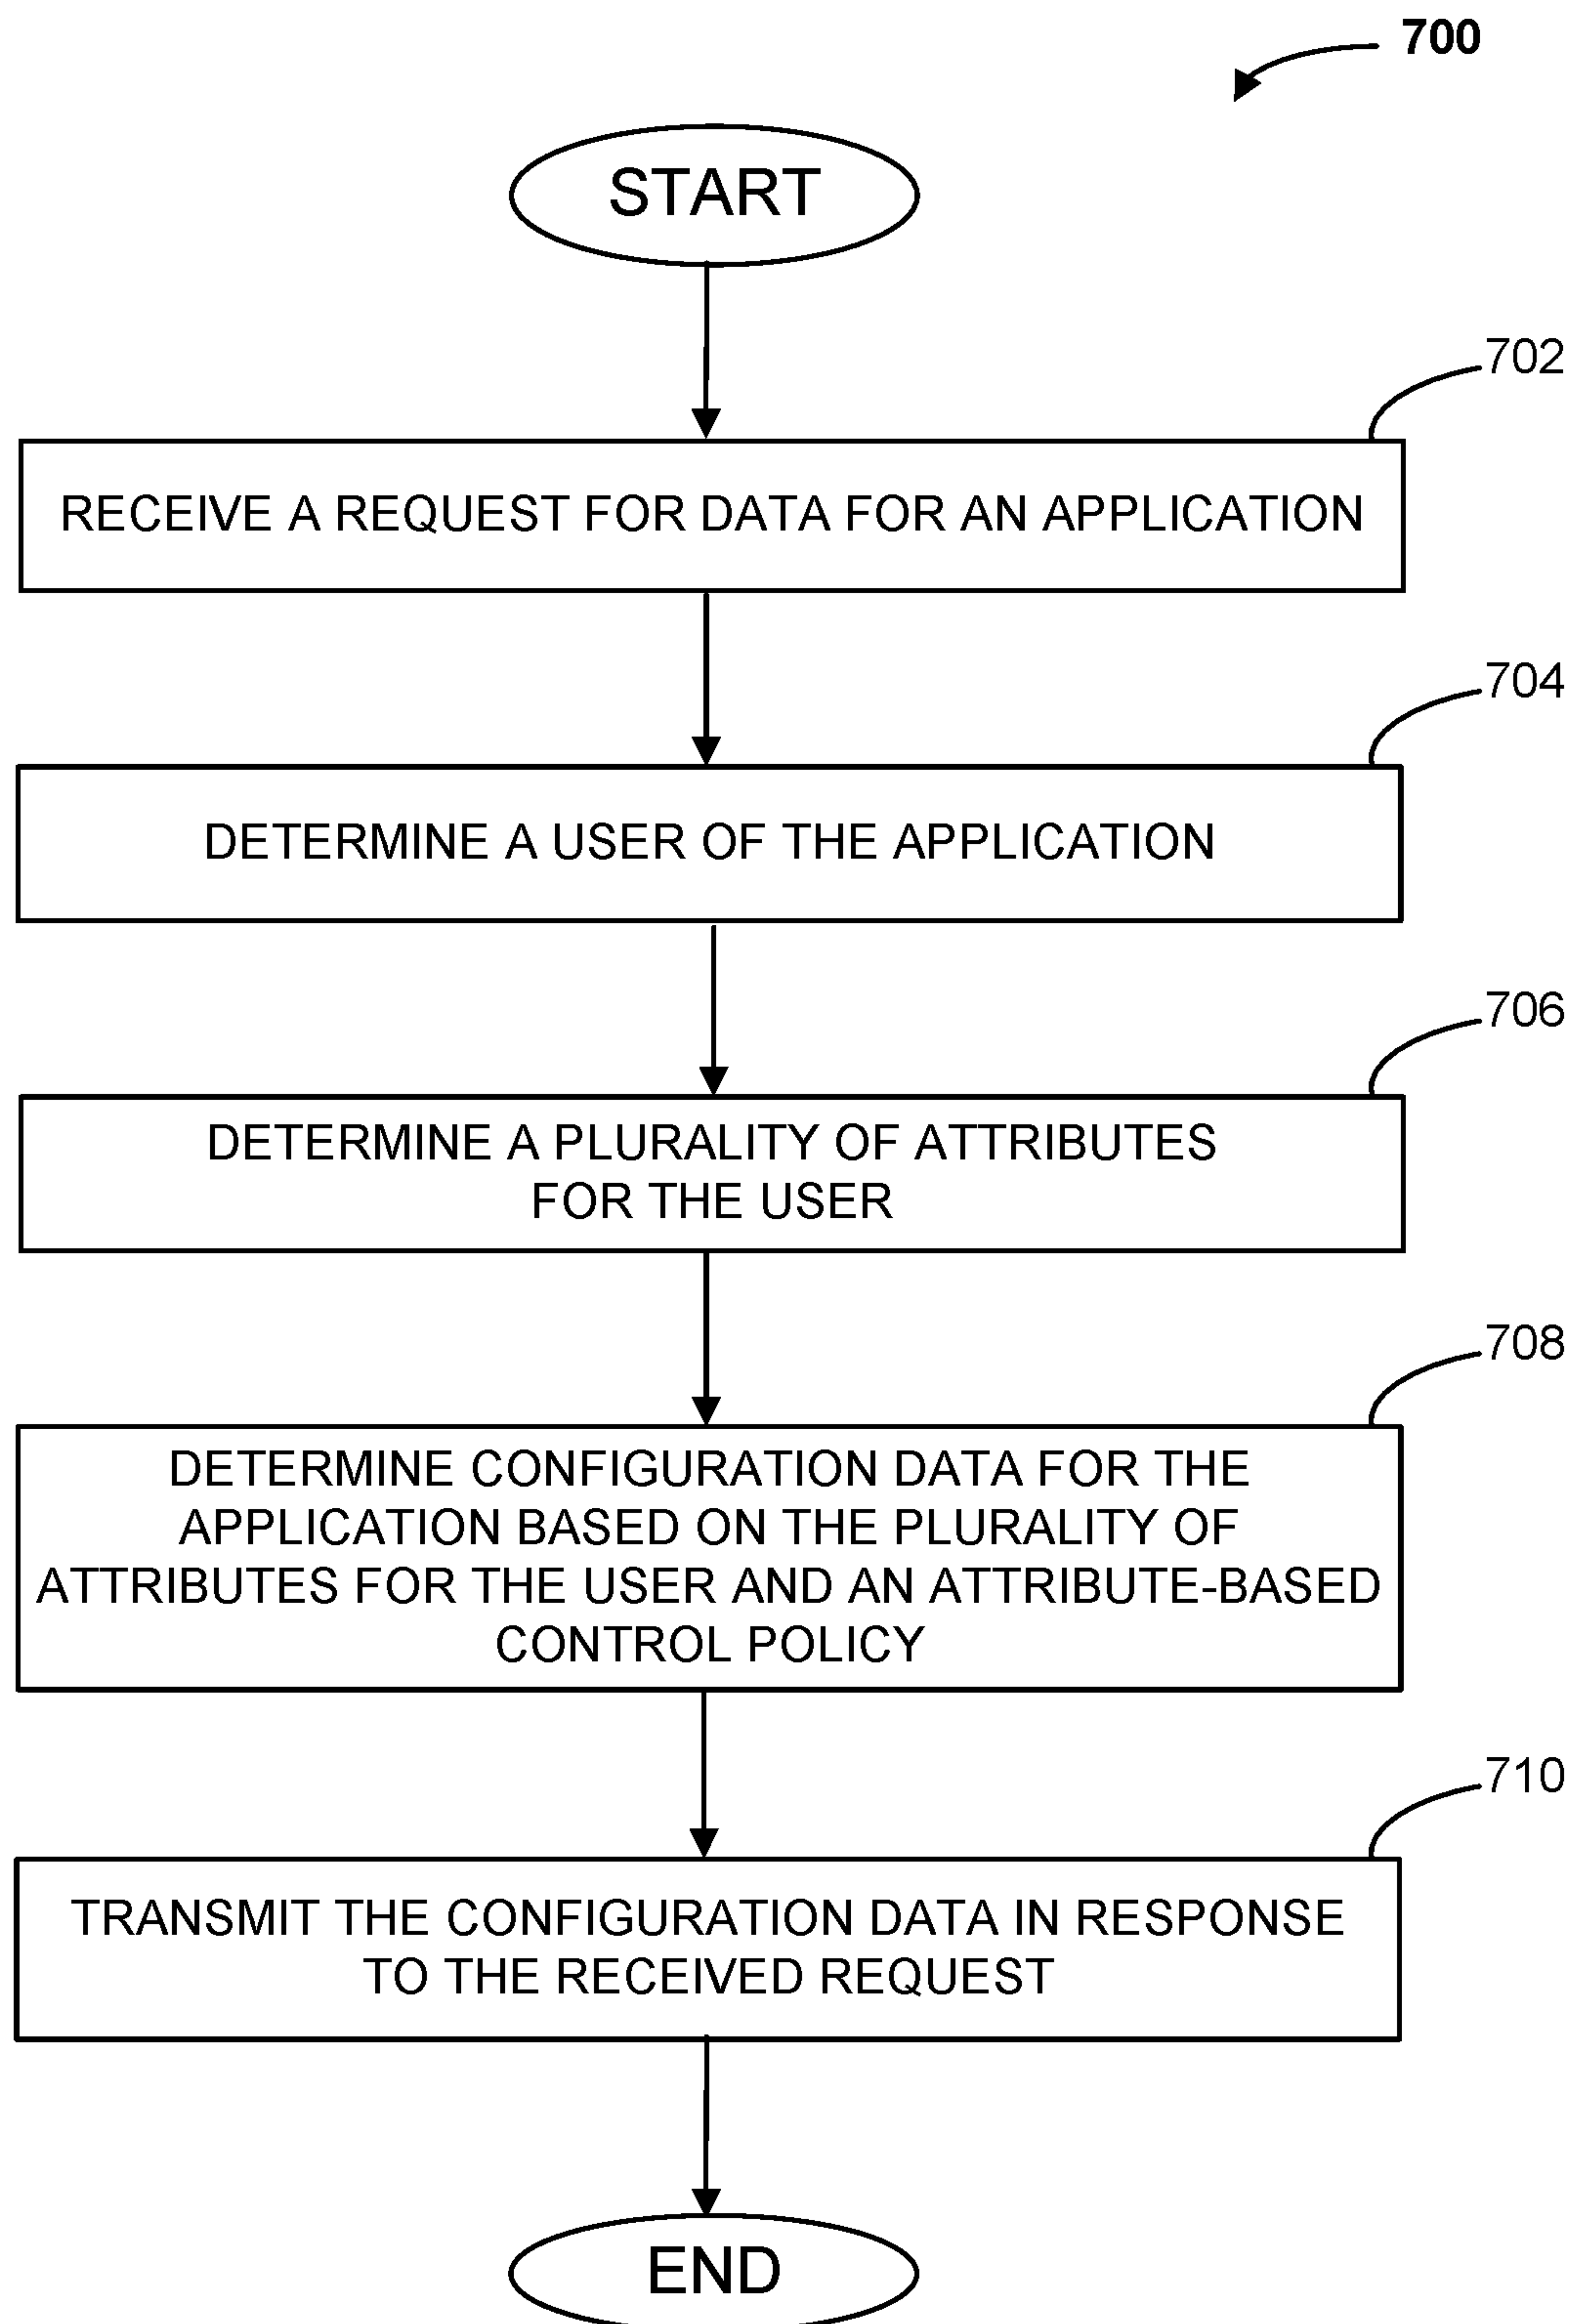 700
START
702
RECEIVE A REQUEST FOR DATA FOR AN APPLICATION
704
DETERMINE A USER OF THE APPLICATION
706
DETERMINE A PLURALITY OF ATTRIBUTES
FOR THE USER
708
DETERMINE CONFIGURATION DATA FOR THE
APPLICATION BASED ON THE PLURALITY OF
ATTRIBUTES FOR THE USER AND AN ATTRIBUTE-BASED
CONTROL POLICY
710
TRANSMIT THE CONFIGURATION DATA IN RESPONSE
TO THE RECEIVED REQUEST
END